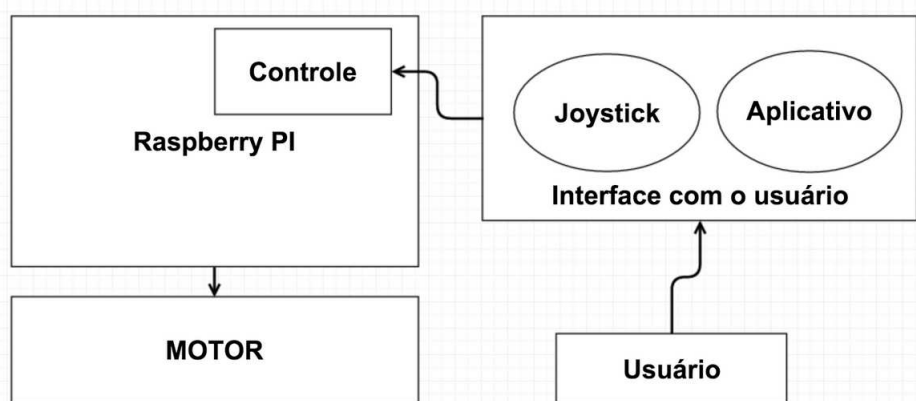 Controle
Raspberry PI
Joystick
Aplicativo
Interface com o usuário
MOTOR
Usuário